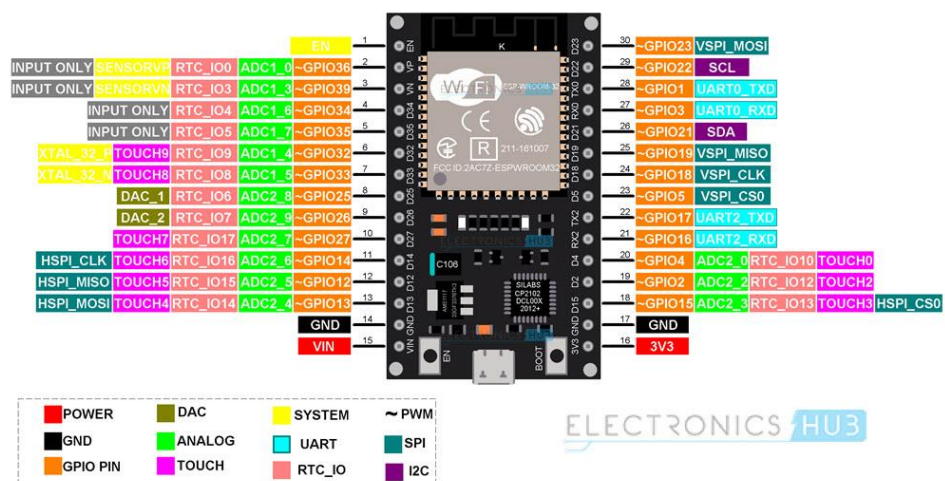 EN 1 EN K D23 30 ~GPIO23 VSPI_MOSI
INPUT ONLY SENSORVP RTC_IO0 ADC1_0 ~GPIO36 2 VP D22 29 ~GPIO22 SCL
INPUT ONLY SENSORVN RTC_IO3 ADC1_3 ~GPIO39 3 VN Wi Fi ESP-WROOM-32 TX0 28 ~GPIO1 UART0_TXD
INPUT ONLY RTC_IO4 ADC1_6 ~GPIO34 4 D34 CE RX0 27 ~GPIO3 UART0_RXD
INPUT ONLY RTC_IO5 ADC1_7 ~GPIO35 5 D35 R 211-161007 D21 26 ~GPIO21 SDA
XTAL_32_P TOUCH9 RTC_IO9 ADC1_4 ~GPIO32 6 D32 D19 25 ~GPIO19 VSPI_MISO
XTAL_32_N TOUCH8 RTC_IO8 ADC1_5 ~GPIO33 7 D33 FCC ID:2AC7Z-ESPWROOM32 D18 24 ~GPIO18 VSPI_CLK
DAC_1 RTC_IO6 ADC2_8 ~GPIO25 8 D25 D5 23 ~GPIO5 VSPI_CS0
DAC_2 RTC_IO7 ADC2_9 ~GPIO26 9 D26 TX2 22 ~GPIO17 UART2_TXD
TOUCH7 RTC_IO17 ADC2_7 ~GPIO27 10 D27 ELECTRONICS HUB RX2 21 ~GPIO16 UART2_RXD
HSPI_CLK TOUCH6 RTC_IO16 ADC2_6 ~GPIO14 11 D14 C106 D4 20 ~GPIO4 ADC2_0 RTC_IO10 TOUCH0
HSPI_MISO TOUCH5 RTC_IO15 ADC2_5 ~GPIO12 12 D12 SILABS CP2102 DCL00X 2012+ D2 19 ~GPIO2 ADC2_2 RTC_IO12 TOUCH2
HSPI_MOSI TOUCH4 RTC_IO14 ADC2_4 ~GPIO13 13 D13 D15 18 ~GPIO15 ADC2_3 RTC_IO13 TOUCH3 HSPI_CS0
GND 14 GND GND 17 GND
VIN 15 VIN EN BOOT 3V3 16 3V3
POWER DAC SYSTEM ~ PWM
GND ANALOG UART SPI
GPIO PIN TOUCH RTC_IO I2C
ELECTRONICS HUB